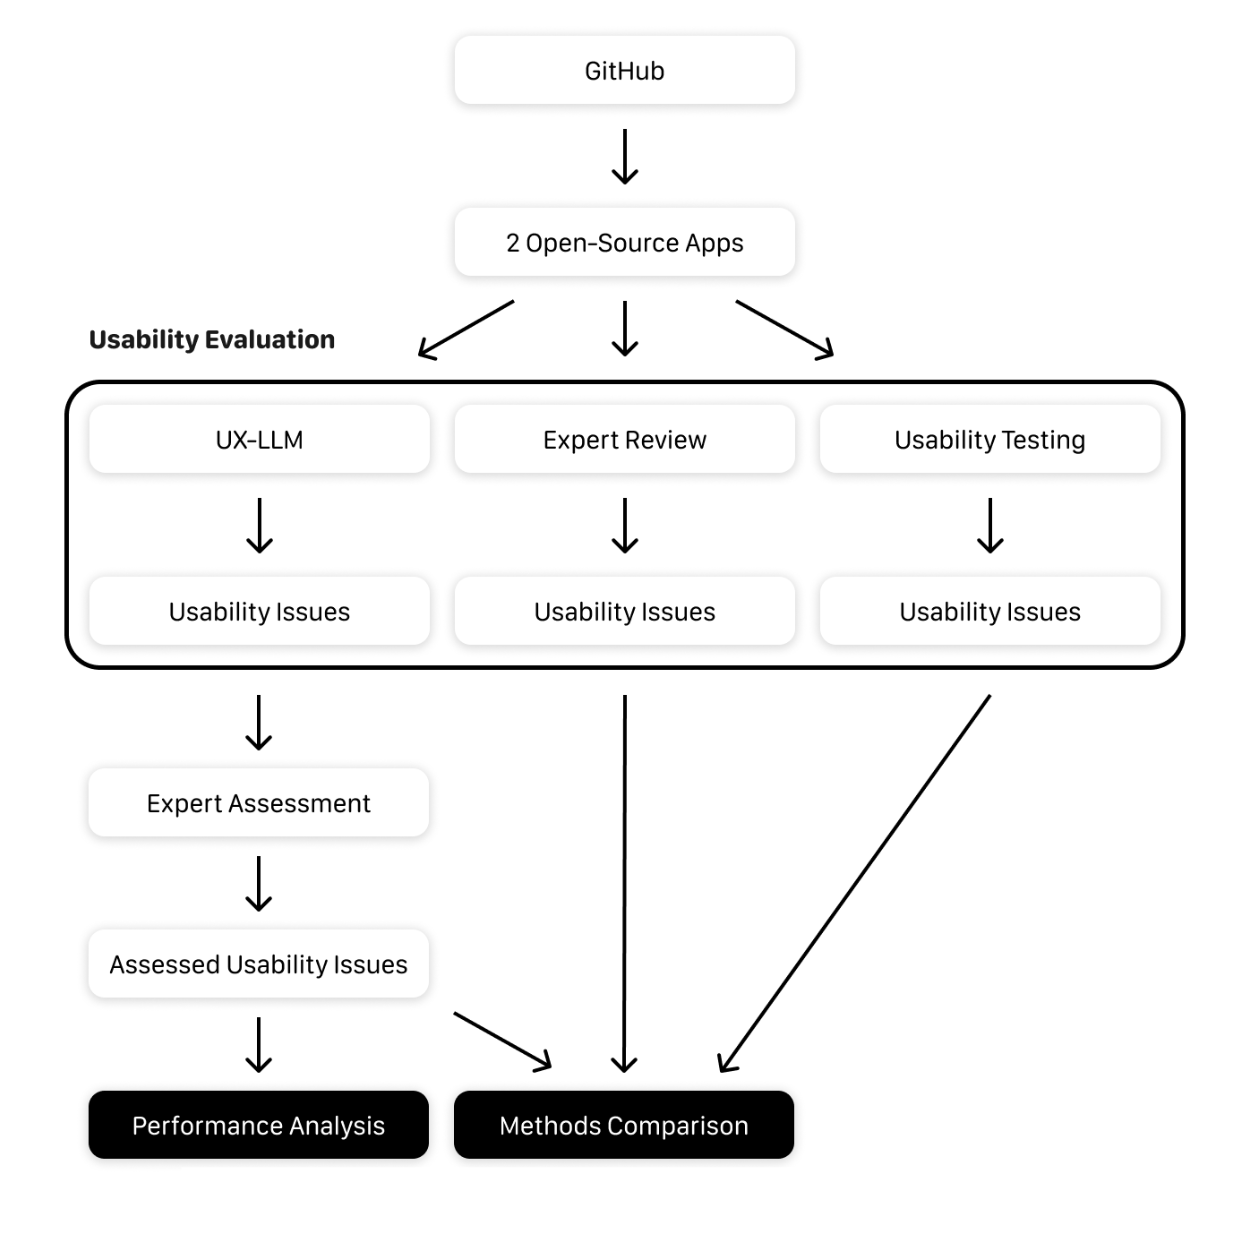 GitHub
2 Open-Source Apps
Usability Evaluation
UX-LLM
Expert Review
Usability Testing
Usability Issues
Usability Issues
Usability Issues
Expert Assessment
Assessed Usability Issues
Performance Analysis
Methods Comparison